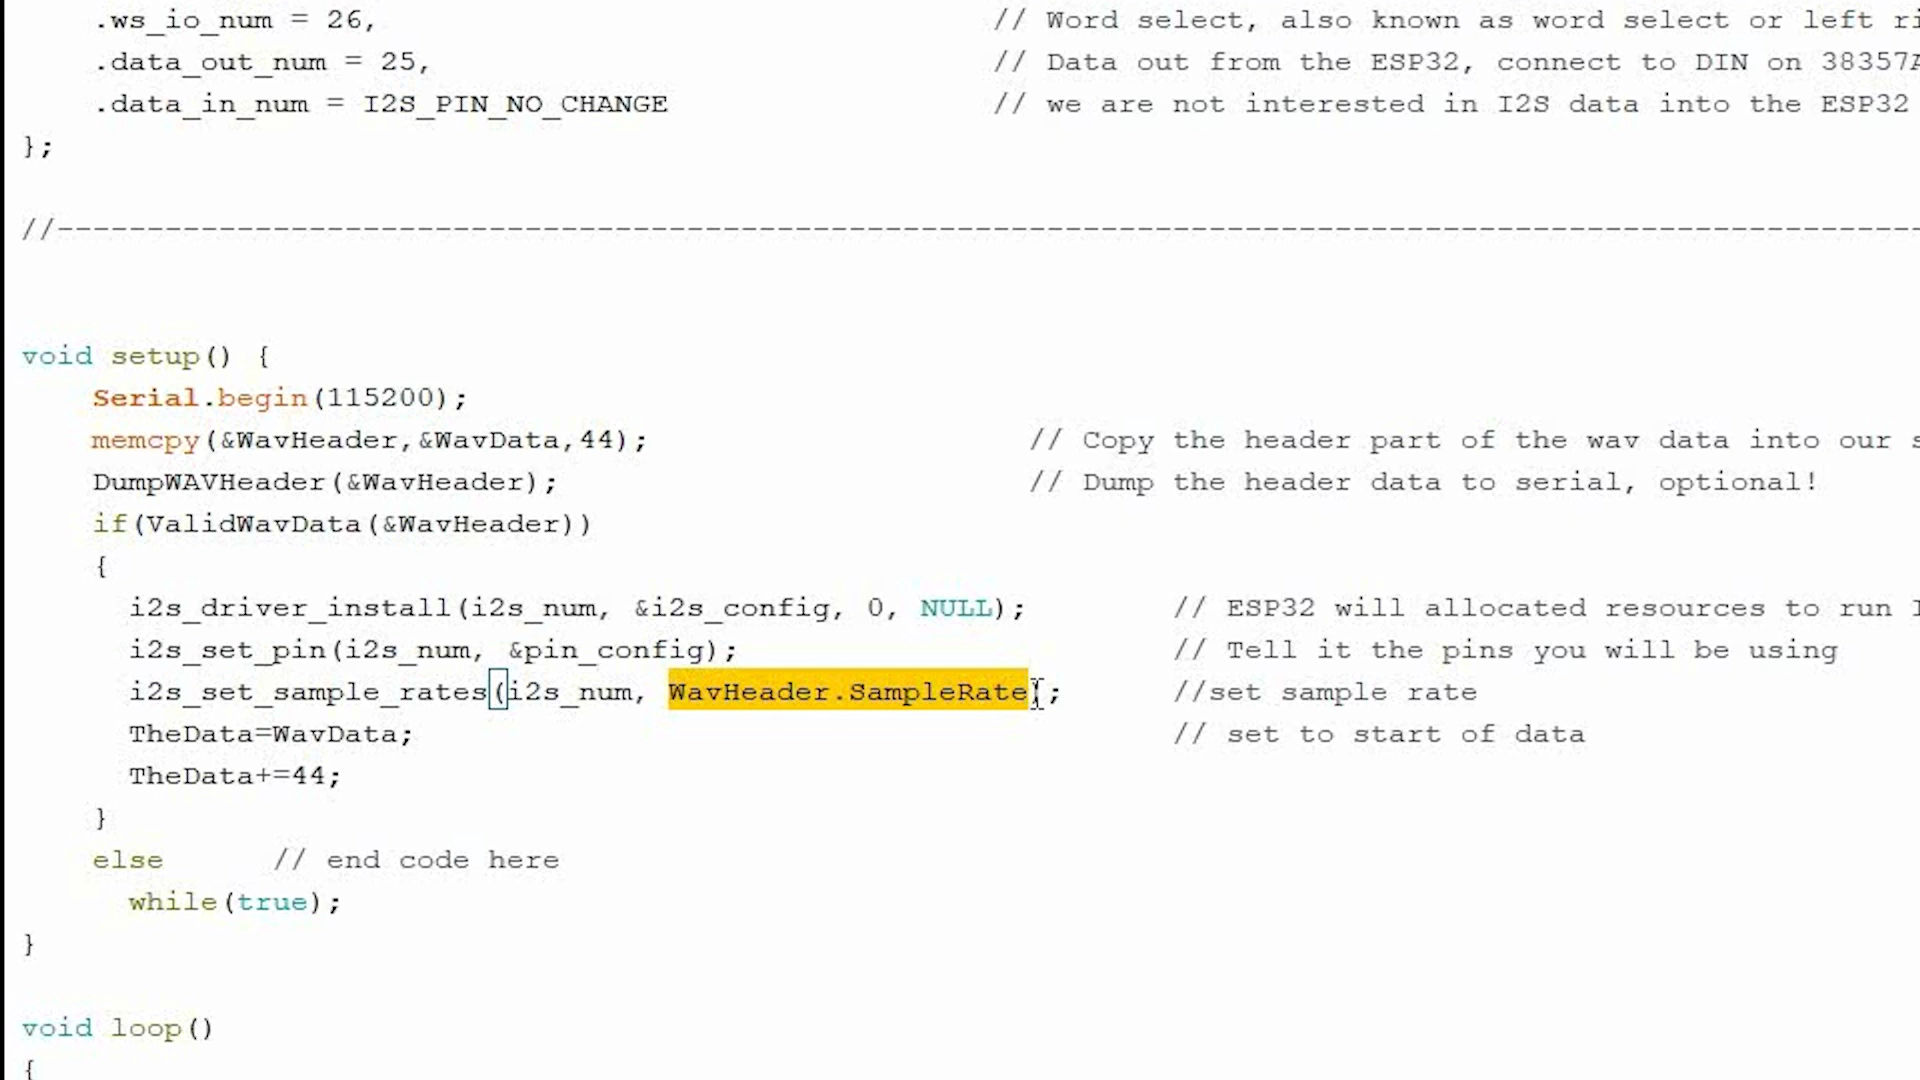 .ws_io_num = 26, // Word select, also known as word select or left
.data_out_num = 25, // Data out from the ESP32, connect to DIN on 38357A
.data_in_num = I2S_PIN_NO_CHANGE // we are not interested in I2S data into the ESP32
};
//------------------------------------------------------------------------------------------------------
void setup() {
Serial.begin(115200);
memcpy(&WavHeader,&WavData,44); // Copy the header part of the wav data into our
DumpWAVHeader(&WavHeader); // Dump the header data to serial, optional!
if(ValidWavData(&WavHeader))
{
i2s_driver_install(i2s_num, &i2s_config, 0, NULL); // ESP32 will allocated resources to run
i2s_set_pin(i2s_num, &pin_config); // Tell it the pins you will be using
i2s_set_sample_rates(i2s_num, WavHeader.SampleRate); //set sample rate
TheData=WavData; // set to start of data
TheData+=44;
}
else // end code here
while(true);
}
void loop()
{